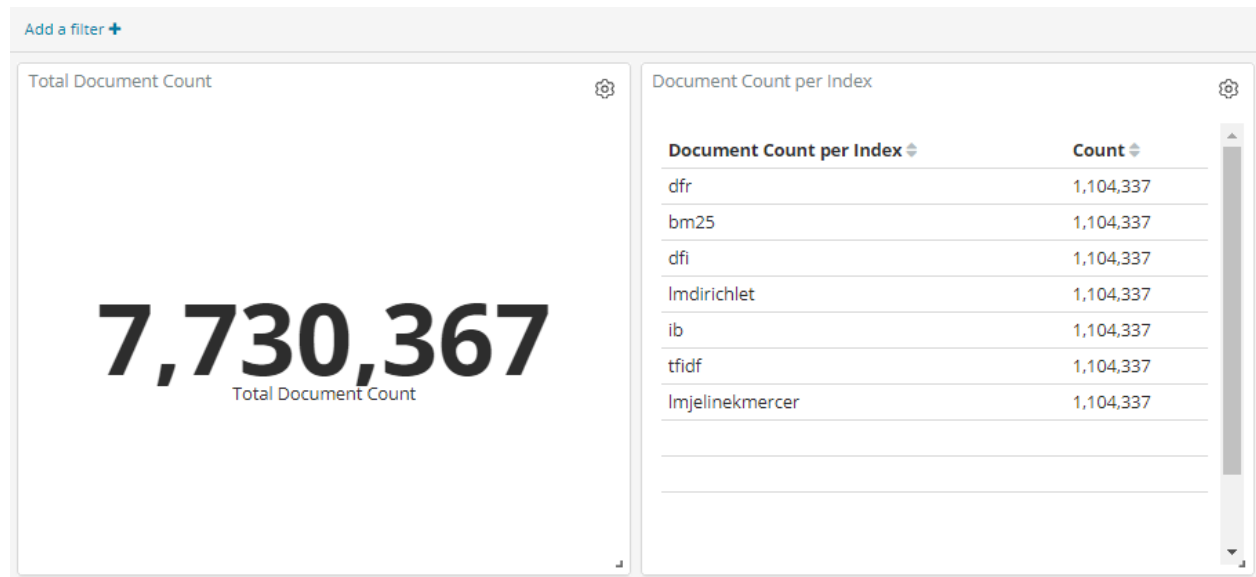 Add a filter +
Total Document Count
7,730,367
Total Document Count
Document Count per Index
Document Count per Index Count
dfr 1,104,337
bm25 1,104,337
dfi 1,104,337
lmdirichlet 1,104,337
ib 1,104,337
tfidf 1,104,337
lmjelinekmercer 1,104,337